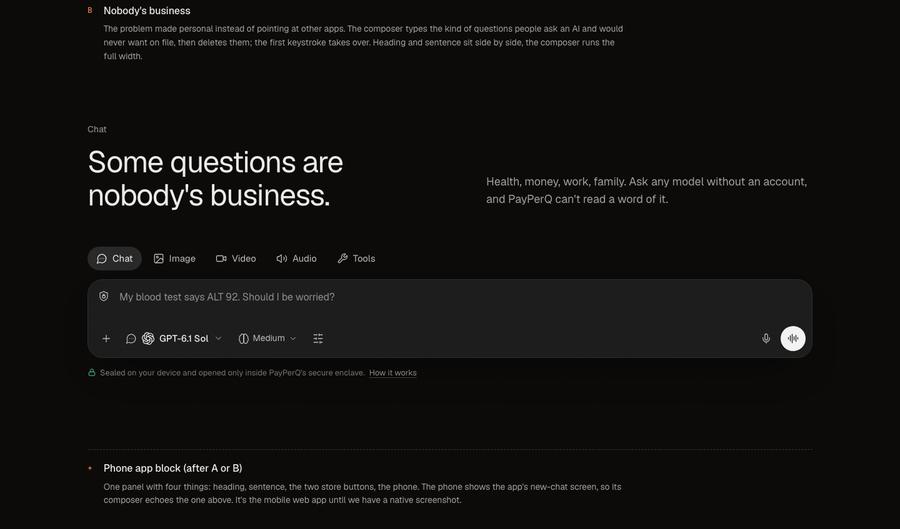 B Nobody's business
The problem made personal instead of pointing at other apps. The composer types the kind of questions people ask an AI and would
never want on file, then deletes them; the first keystroke takes over. Heading and sentence sit side by side, the composer runs the
full width.
Chat
Some questions are
nobody's business.
Health, money, work, family. Ask any model without an account,
and PayPerQ can't read a word of it.
Chat Image Video Audio Tools
My blood test says ALT 92. Should I be worried?
GPT-6.1 Sol Medium
Sealed on your device and opened only inside PayPerQ's secure enclave. How it works
Phone app block (after A or B)
One panel with four things: heading, sentence, the two store buttons, the phone. The phone shows the app's new-chat screen, so its
composer echoes the one above. It's the mobile web app until we have a native screenshot.